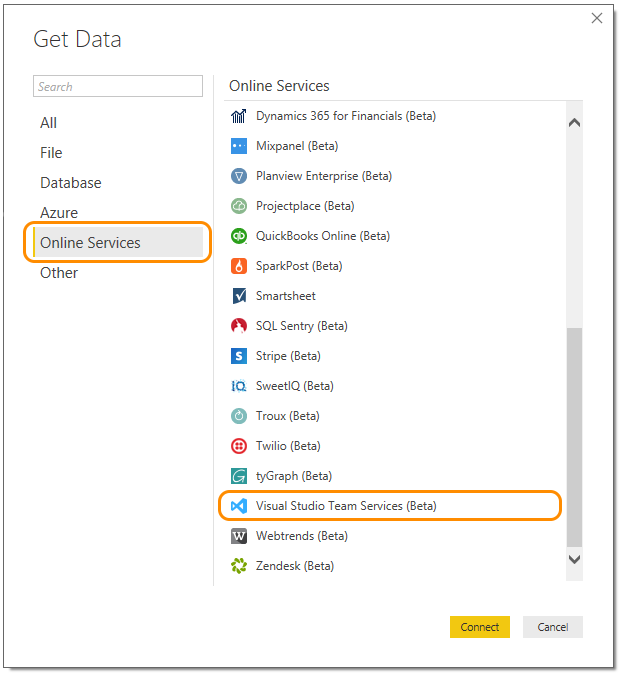 Get Data
Search
All
File
Database
Azure
Online Services
Other
Online Services
Dynamics 365 for Financials (Beta)
Mixpanel (Beta)
Planview Enterprise (Beta)
Projectplace (Beta)
QuickBooks Online (Beta)
SparkPost (Beta)
Smartsheet
SQL Sentry (Beta)
Stripe (Beta)
SweetIQ (Beta)
Troux (Beta)
Twilio (Beta)
tyGraph (Beta)
Visual Studio Team Services (Beta)
Webtrends (Beta)
Zendesk (Beta)
Connect
Cancel